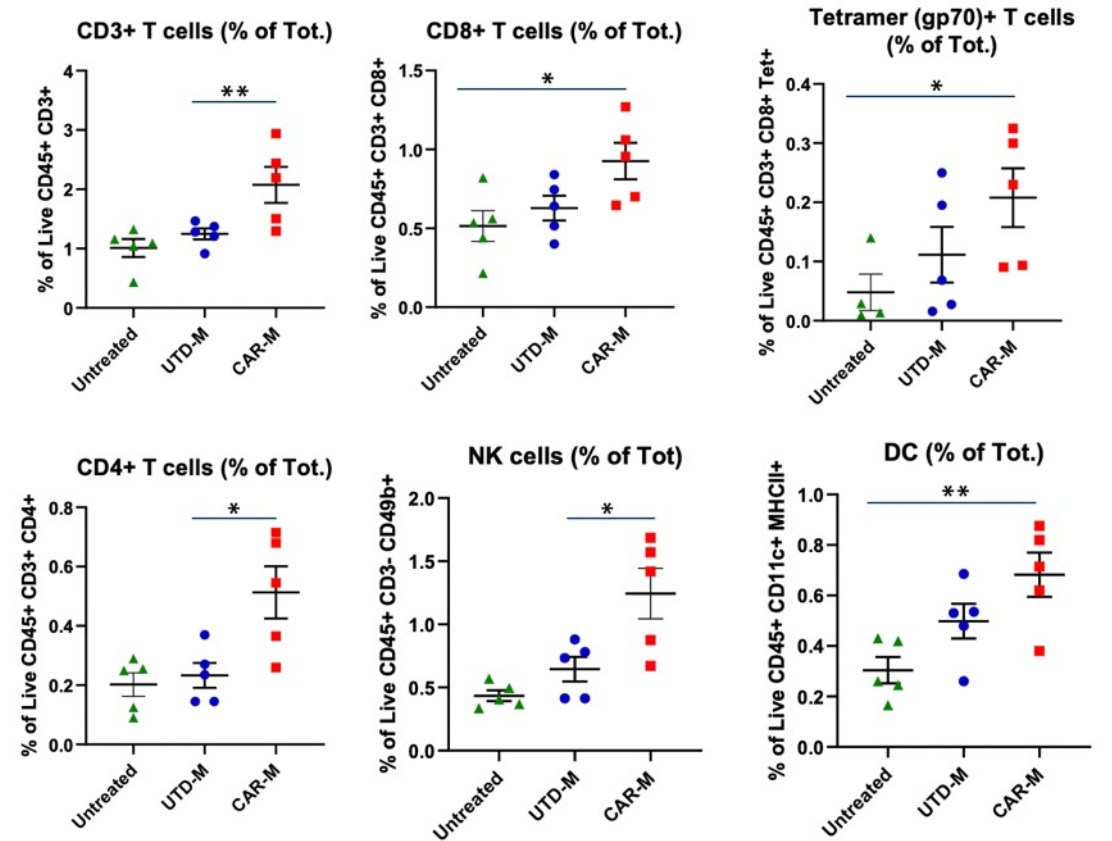 CD3+ T cells (% of Tot.)
% of Live CD45+ CD3+
4
3
2
1
0
**
Untreated
UTD-M
CAR-M
CD8+ T cells (% of Tot.)
% of Live CD45+ CD3+ CD8+
1.5
1.0
0.5
0.0
*
Untreated
UTD-M
CAR-M
Tetramer (gp70)+ T cells
(% of Tot.)
% of Live CD45+ CD3+ CD8+ Tet+
0.4
0.3
0.2
0.1
0.0
*
Untreated
UTD-M
CAR-M
CD4+ T cells (% of Tot.)
% of Live CD45+ CD3+ CD4+
0.8
0.6
0.4
0.2
0.0
*
Untreated
UTD-M
CAR-M
NK cells (% of Tot)
% of Live CD45+ CD3- CD49b+
2.0
1.5
1.0
0.5
0.0
*
Untreated
UTD-M
CAR-M
DC (% of Tot.)
% of Live CD45+ CD11c+ MHCII+
1.0
0.8
0.6
0.4
0.2
0.0
**
Untreated
UTD-M
CAR-M